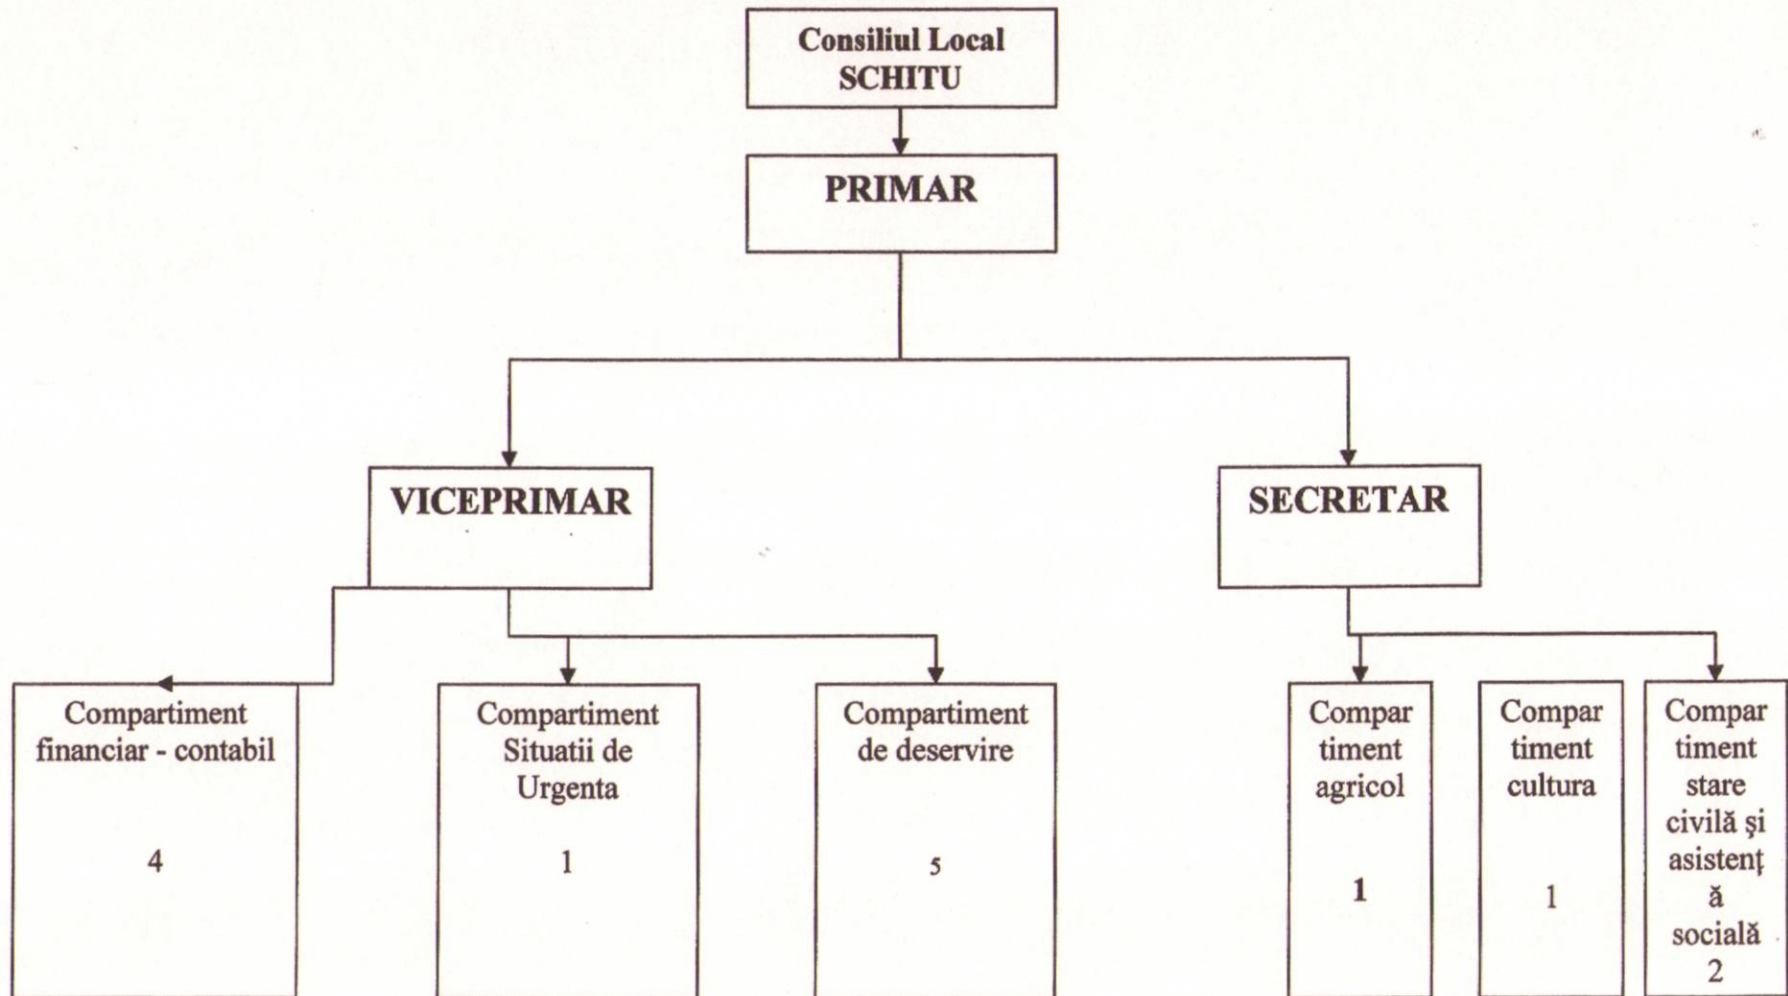 Consiliul Local
SCHITU
PRIMAR
VICEPRIMAR
SECRETAR
Compartiment
financiar - contabil
4
Compartiment
Situatii de
Urgenta
1
Compartiment
de deservire
5
Compar
timent
agricol
1
Compar
timent
cultura
1
Compar
timent
stare
civilă şi
asistenţ
ă
socială
2